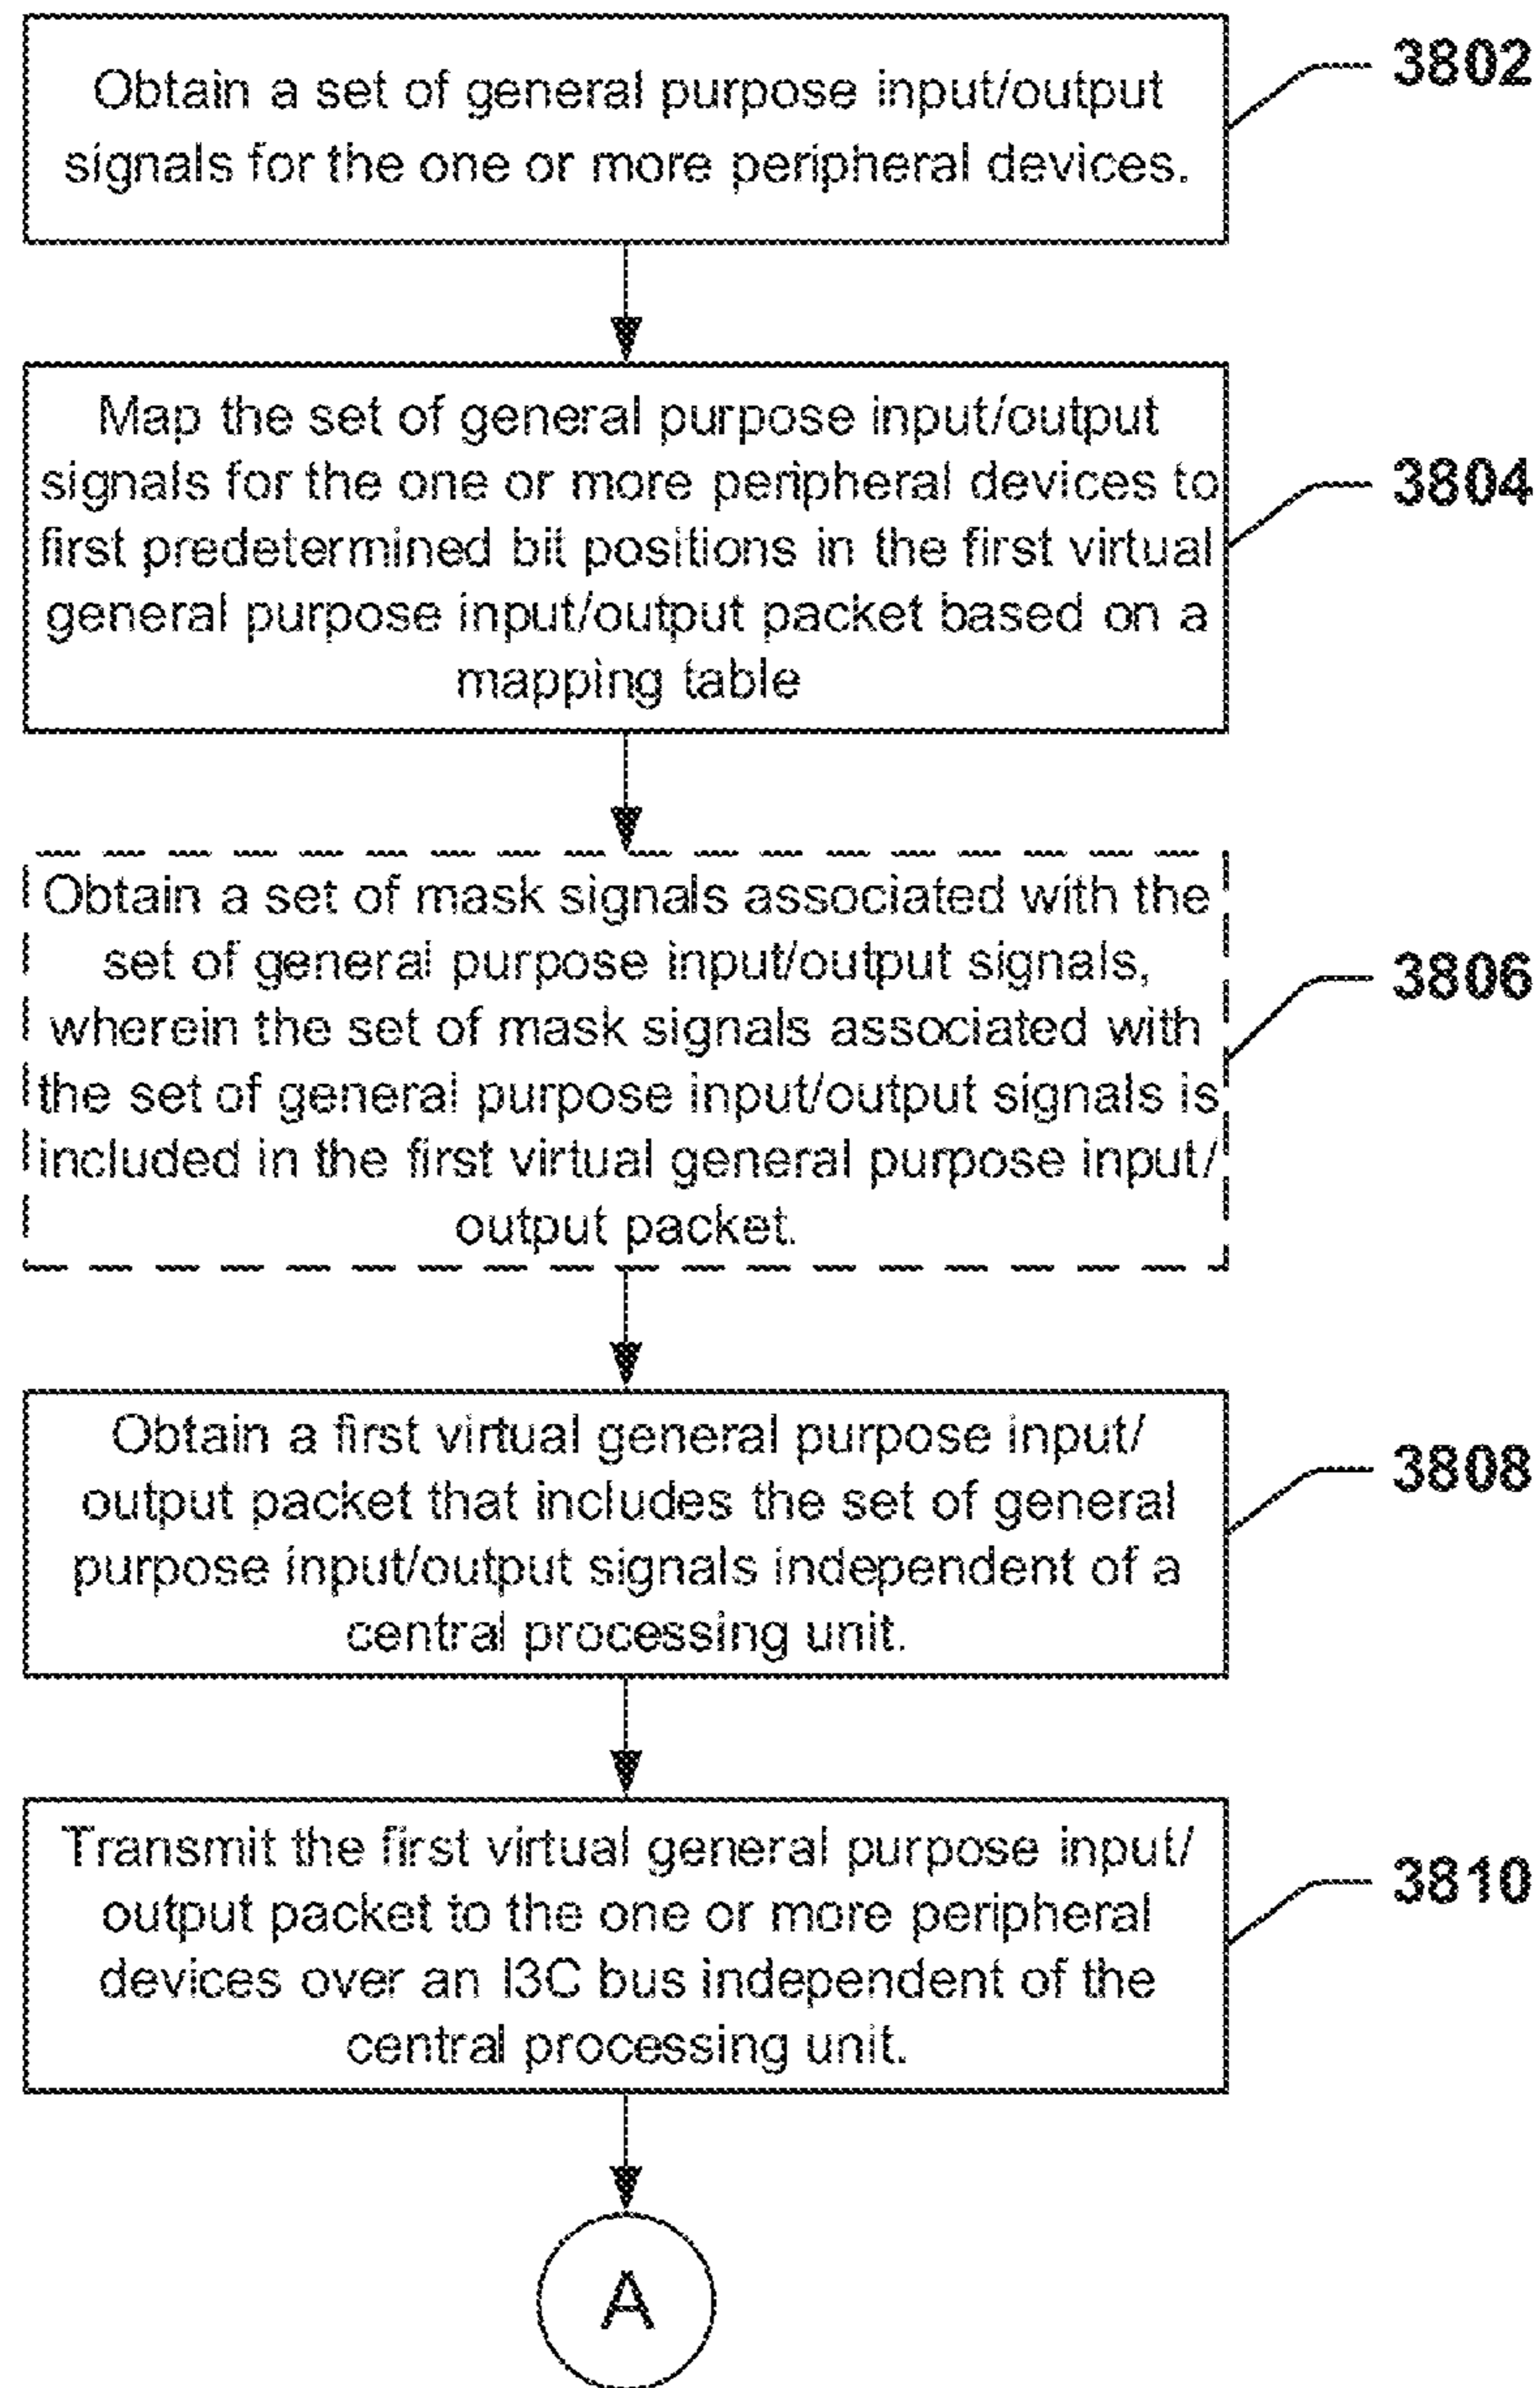 Obtain a set of general purpose input/output
signals for the one or more peripheral devices.
3802
Map the set of general purpose input/output
signals for the one or more peripheral devices to
first predetermined bit positions in the first virtual
general purpose input/output packet based on a
mapping table
3804
Obtain a set of mask signals associated with the
set of general purpose input/output signals,
wherein the set of mask signals associated with
the set of general purpose input/output signals is
included in the first virtual general purpose input/
output packet.
3806
Obtain a first virtual general purpose input/
output packet that includes the set of general
purpose input/output signals independent of a
central processing unit.
3808
Transmit the first virtual general purpose input/
output packet to the one or more peripheral
devices over an I3C bus independent of the
central processing unit.
3810
A